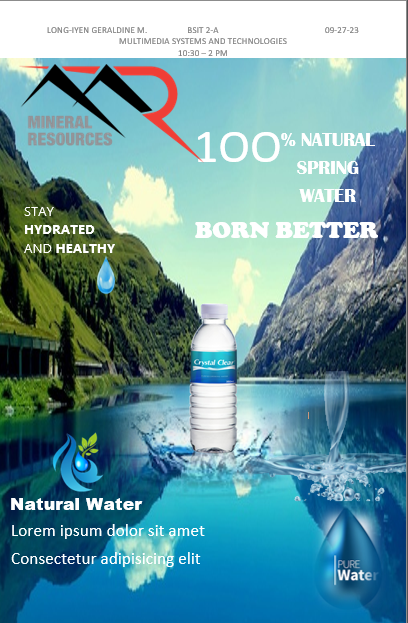 LONG-IYEN GERALDINE M. BSIT 2-A 09-27-23
MULTIMEDIA SYSTEMS AND TECHNOLOGIES
10:30 – 2 PM
MINERAL
RESOURCES
100% NATURAL
SPRING
WATER
BORN BETTER
STAY
HYDRATED
AND HEALTHY
Crystal Clear
Natural Water
Lorem ipsum dolor sit amet
Consectetur adipisicing elit
PURE
Water